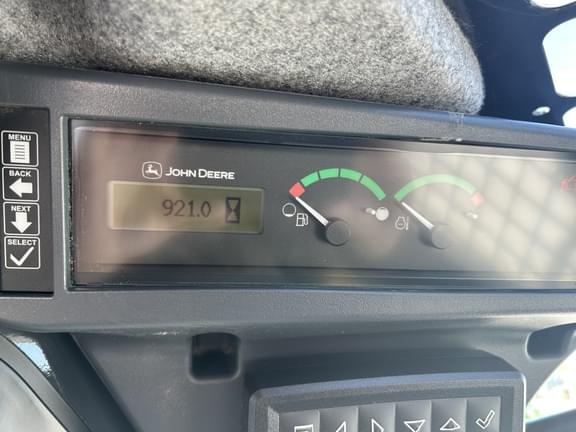 MENU
BACK
NEXT
SELECT
JOHN DEERE
921.0